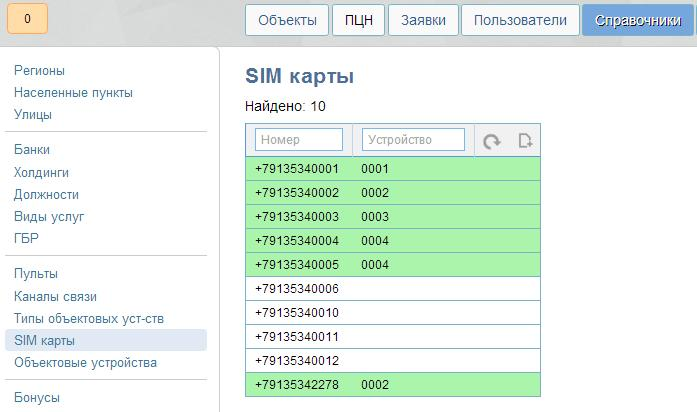 0
Объекты ПЦН Заявки Пользователи Справочники
Регионы
Населенные пункты
Улицы
Банки
Холдинги
Должности
Виды услуг
ГБР
Пульты
Каналы связи
Типы объектовых уст-ств
SIM карты
Объектовые устройства
Бонусы
SIM карты
Найдено: 10
Номер Устройство
+79135340001 0001
+79135340002 0002
+79135340003 0003
+79135340004 0004
+79135340005 0004
+79135340006
+79135340010
+79135340011
+79135340012
+79135342278 0002